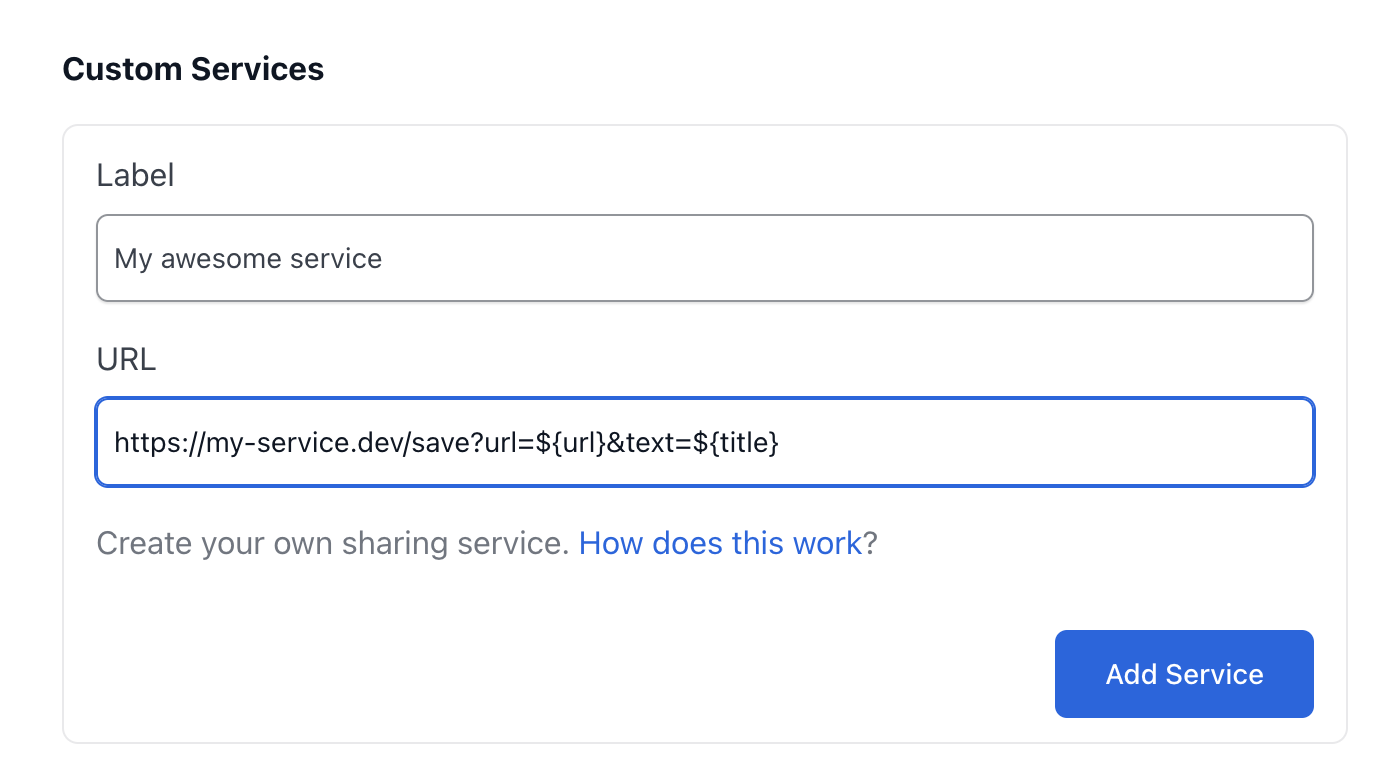 Custom Services
Label
My awesome service
URL
https://my-service.dev/save?url=${url}&text=${title}
Create your own sharing service. How does this work?
Add Service